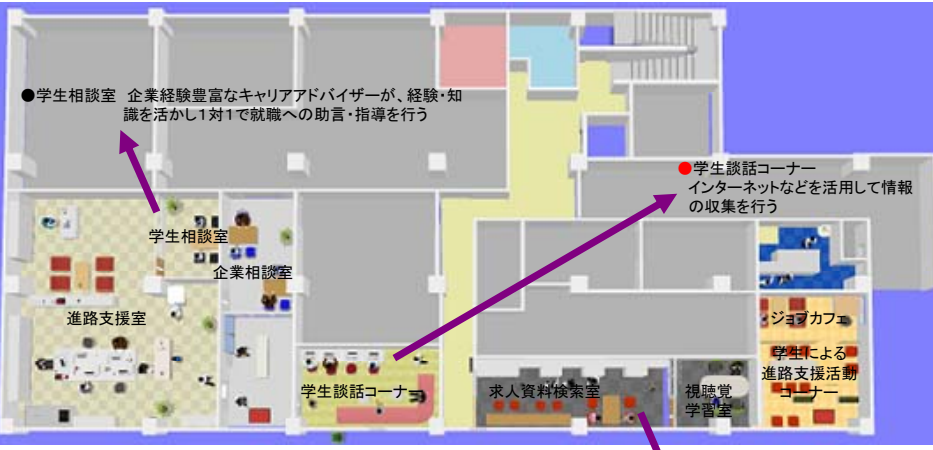 ●学生相談室 企業経験豊富なキャリアアドバイザーが、経験・知
識を活かし1対1で就職への助言・指導を行う
●学生談話コーナー
インターネットなどを活用して情報
の収集を行う
学生相談室
企業相談室
進路支援室
学生談話コーナー
求人資料検索室
視聴覚
学習室
ジョブカフェ
学生による
進路支援活動
コーナー